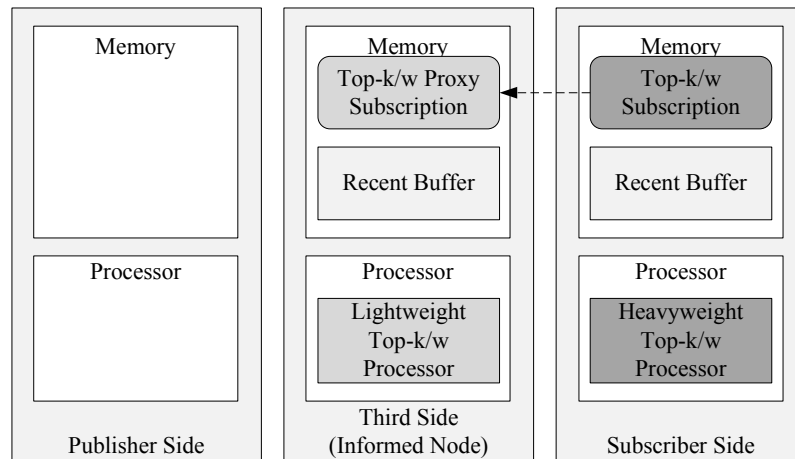 Memory
Processor
Publisher Side
Memory
Top-k/w Proxy
Subscription
Recent Buffer
Processor
Lightweight
Top-k/w
Processor
Third Side
(Informed Node)
Memory
Top-k/w
Subscription
Recent Buffer
Processor
Heavyweight
Top-k/w
Processor
Subscriber Side